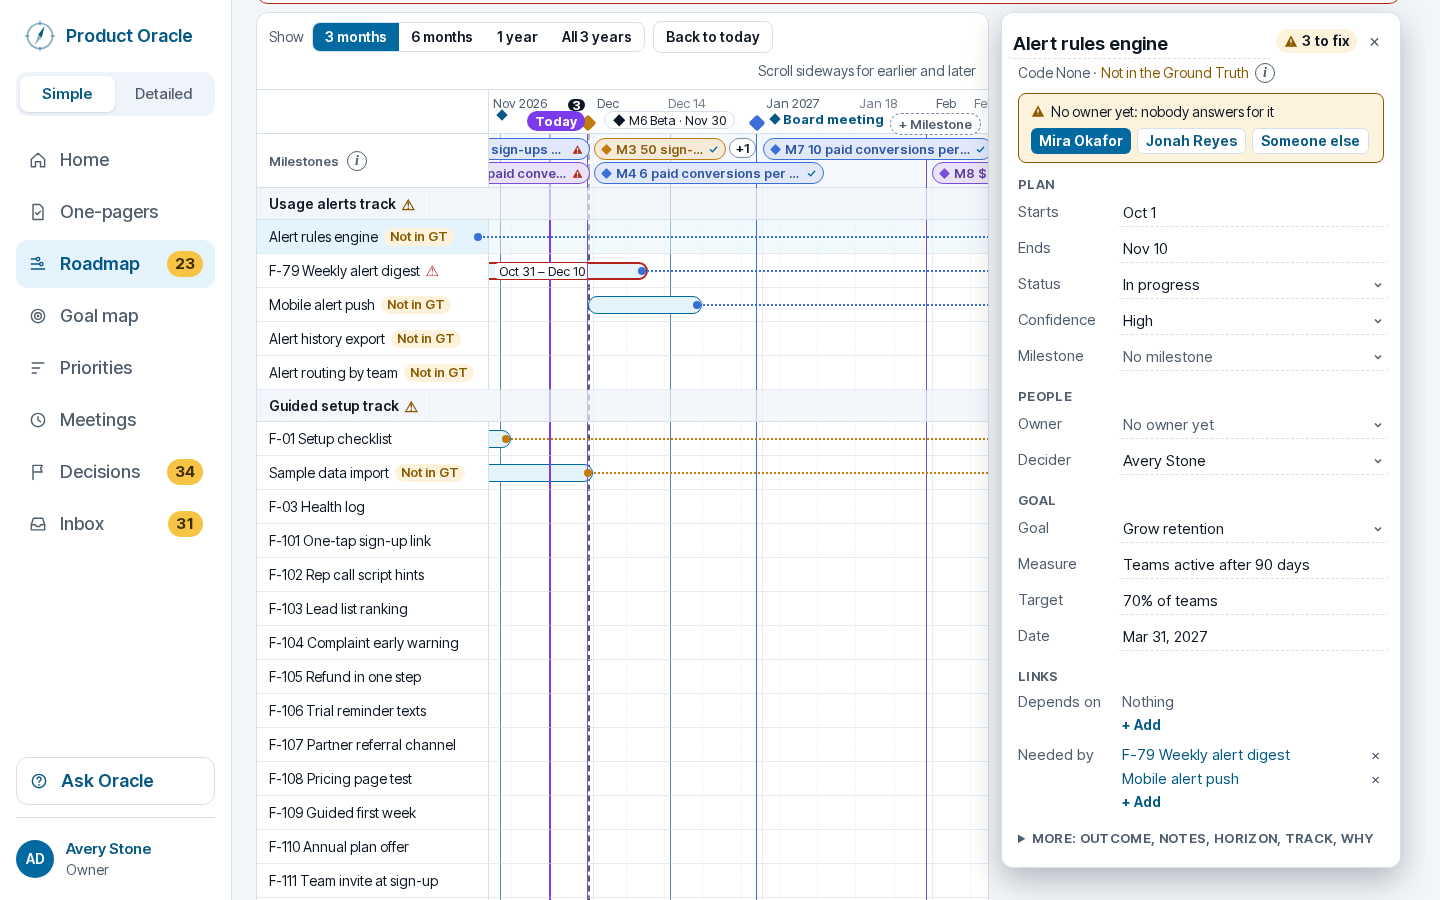 Product Oracle
Simple
Detailed
Home
One-pagers
Roadmap 23
Goal map
Priorities
Meetings
Decisions 34
Inbox 31
Ask Oracle
AD
Avery Stone
Owner
Show
3 months
6 months
1 year
All 3 years
Back to today
Scroll sideways for earlier and later
Nov 2026
3
Dec
Dec 14
Jan 2027
Jan 18
Feb
Today
M6 Beta · Nov 30
Board meeting
+ Milestone
Milestones i
sign-ups ...
M3 50 sign-...
+1
M7 10 paid conversions per...
paid conve...
M4 6 paid conversions per ...
M8 $
Usage alerts track
Alert rules engine Not in GT
F-79 Weekly alert digest
Oct 31 – Dec 10
Mobile alert push Not in GT
Alert history export Not in GT
Alert routing by team Not in GT
Guided setup track
F-01 Setup checklist
Sample data import Not in GT
F-03 Health log
F-101 One-tap sign-up link
F-102 Rep call script hints
F-103 Lead list ranking
F-104 Complaint early warning
F-105 Refund in one step
F-106 Trial reminder texts
F-107 Partner referral channel
F-108 Pricing page test
F-109 Guided first week
F-110 Annual plan offer
F-111 Team invite at sign-up
Alert rules engine
3 to fix ×
Code None · Not in the Ground Truth i
No owner yet: nobody answers for it
Mira Okafor
Jonah Reyes
Someone else
PLAN
Starts Oct 1
Ends Nov 10
Status In progress
Confidence High
Milestone No milestone
PEOPLE
Owner No owner yet
Decider Avery Stone
GOAL
Goal Grow retention
Measure Teams active after 90 days
Target 70% of teams
Date Mar 31, 2027
LINKS
Depends on Nothing
+ Add
Needed by F-79 Weekly alert digest ×
Mobile alert push ×
+ Add
MORE: OUTCOME, NOTES, HORIZON, TRACK, WHY